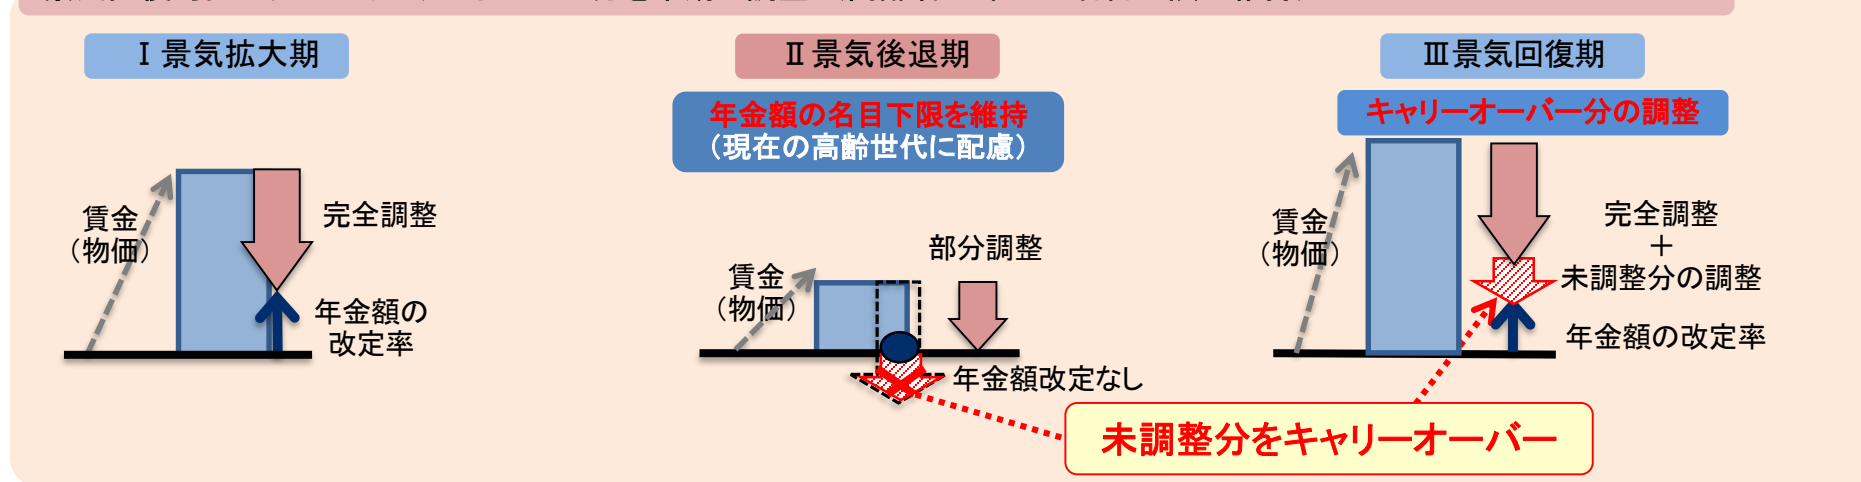 Ⅰ 景気拡大期
賃金
（物価）
完全調整
年金額の
改定率
Ⅱ 景気後退期
年金額の名目下限を維持
（現在の高齢世代に配慮）
賃金
（物価）
部分調整
年金額改定なし
Ⅲ景気回復期
キャリーオーバー分の調整
賃金
（物価）
完全調整
＋
未調整分の調整
年金額の改定率
未調整分をキャリーオーバー